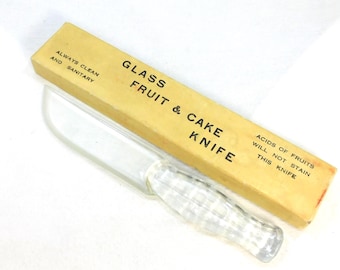 ALWAYS CLEAN
AND SANITARY
GLASS
FRUIT & CAKE
KNIFE
ACIDS OF FRUITS
WILL NOT STAIN
THIS KNIFE